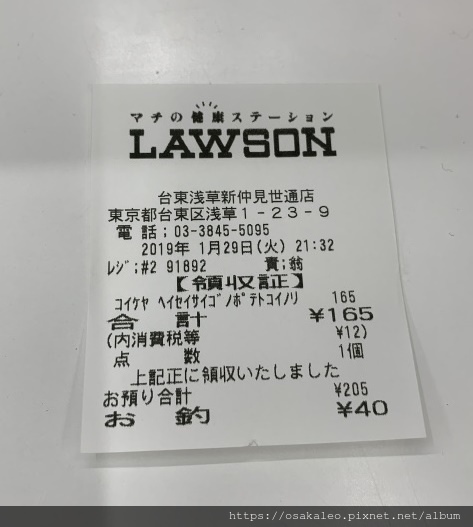 マチの健康ステーション
LAWSON
台東浅草新仲見世通店
東京都台東区浅草1-23-9
電話;03-3845-5095
2019年 1月29日(火) 21:32
レジ;#2 91892 責;翁
【領収証】
コイケヤ ヘイセイサイゴノポテトコイノリ 165
合 計 ¥165
(内消費税等 ¥12)
点 数 1個
上記正に領収いたしました
お預り合計 ¥205
お 釣 ¥40
https://osakaleo.pixnet.net/album